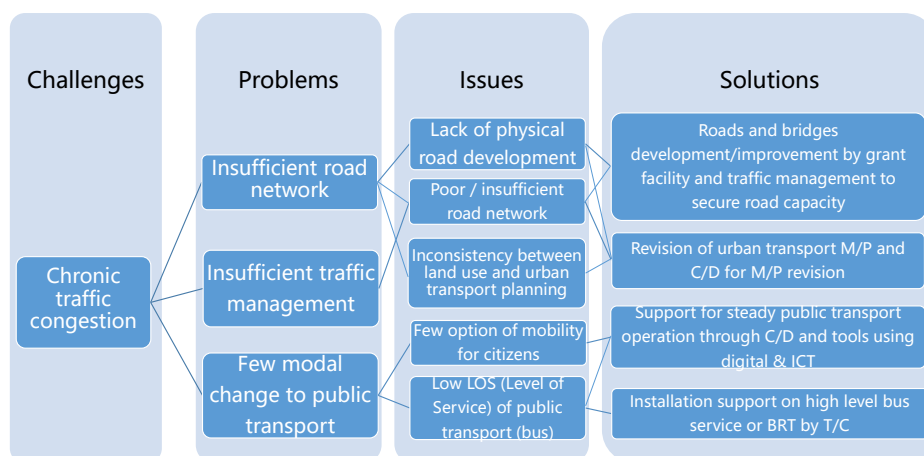 Challenges
Problems
Issues
Solutions
Chronic
traffic
congestion
Insufficient road
network
Insufficient traffic
management
Few modal
change to public
transport
Lack of physical
road development
Poor / insufficient
road network
Inconsistency between
land use and urban
transport planning
Few option of mobility
for citizens
Low LOS (Level of
Service) of public
transport (bus)
Roads and bridges
development/improvement by grant
facility and traffic management to
secure road capacity
Revision of urban transport M/P and
C/D for M/P revision
Support for steady public transport
operation through C/D and tools using
digital & ICT
Installation support on high level bus
service or BRT by T/C